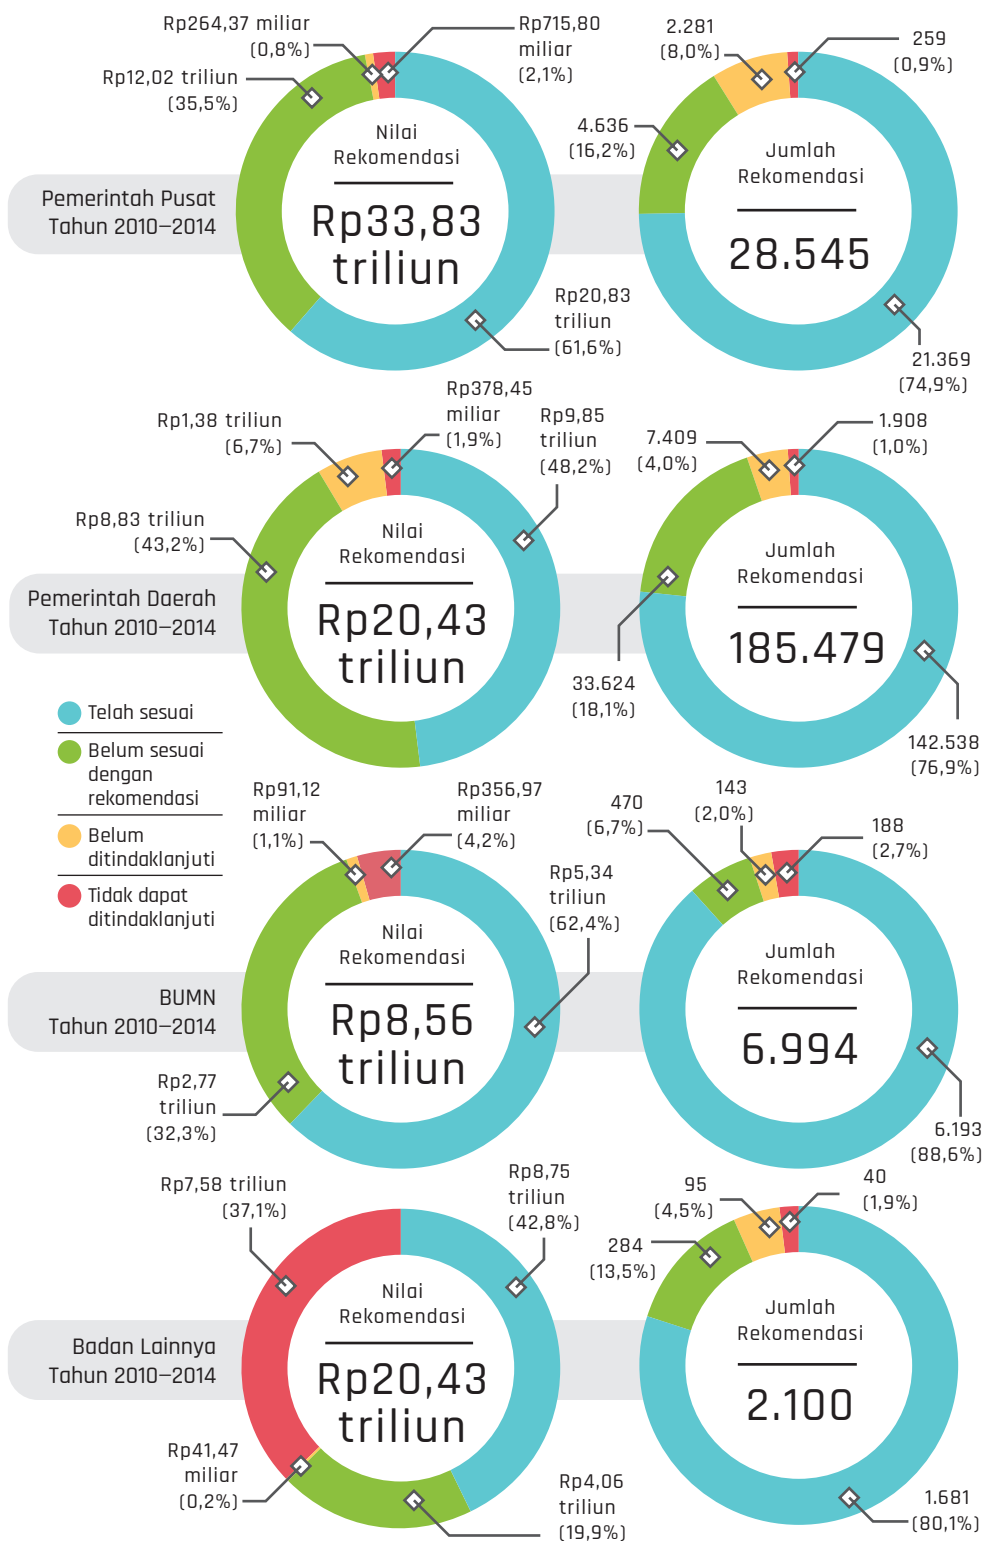 Rp264,37 miliar
(0,8%)
Rp715,80
miliar
(2,1%)
Rp12,02 triliun
(35,5%)
Nilai
Rekomendasi
Rp33,83
triliun
Rp20,83
triliun
(61,6%)
Pemerintah Pusat
Tahun 2010–2014
2.281
(8,0%)
259
(0,9%)
4.636
(16,2%)
Jumlah
Rekomendasi
28.545
21.369
(74,9%)
Rp1,38 triliun
(6,7%)
Rp378,45
miliar
(1,9%)
Rp9,85
triliun
(48,2%)
Rp8,83 triliun
(43,2%)
Nilai
Rekomendasi
Rp20,43
triliun
Pemerintah Daerah
Tahun 2010–2014
7.409
(4,0%)
1.908
(1,0%)
Jumlah
Rekomendasi
185.479
33.624
(18,1%)
142.538
(76,9%)
Telah sesuai
Belum sesuai
dengan
rekomendasi
Belum
ditindaklanjuti
Tidak dapat
ditindaklanjuti
Rp91,12
miliar
(1,1%)
Rp356,97
miliar
(4,2%)
Rp5,34
triliun
(62,4%)
Nilai
Rekomendasi
Rp8,56
triliun
BUMN
Tahun 2010–2014
Rp2,77
triliun
(32,3%)
470
(6,7%)
143
(2,0%)
188
(2,7%)
Jumlah
Rekomendasi
6.994
6.193
(88,6%)
Rp7,58 triliun
(37,1%)
Rp8,75
triliun
(42,8%)
Nilai
Rekomendasi
Rp20,43
triliun
Badan Lainnya
Tahun 2010–2014
Rp41,47
miliar
(0,2%)
Rp4,06
triliun
(19,9%)
95
(4,5%)
40
(1,9%)
284
(13,5%)
Jumlah
Rekomendasi
2.100
1.681
(80,1%)